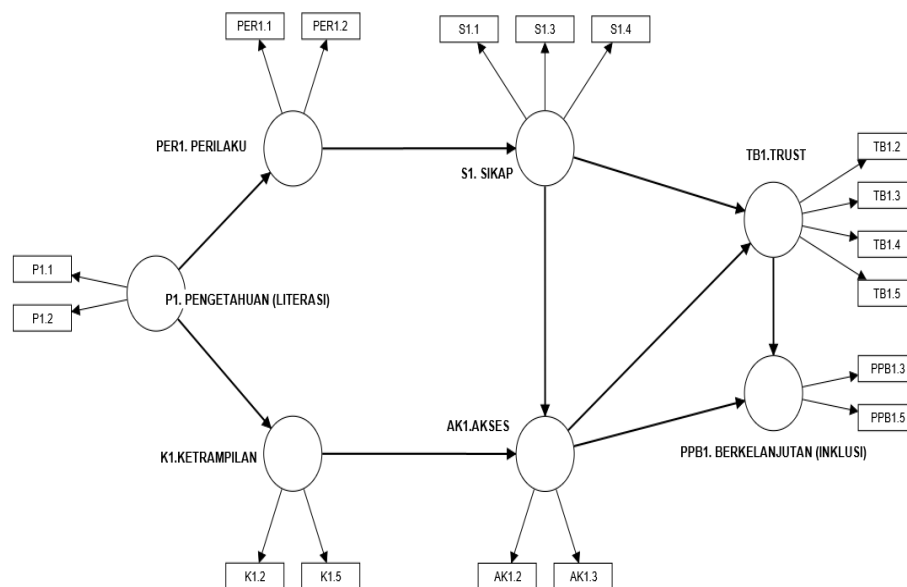 PER1.1
PER1.2
S1.1
S1.3
S1.4
PER1. PERILAKU
S1. SIKAP
TB1.TRUST
TB1.2
TB1.3
TB1.4
TB1.5
P1.1
P1.2
P1. PENGETAHUAN (LITERASI)
K1.KETRAMPILAN
AK1.AKSES
PPB1.3
PPB1.5
PPB1. BERKELANJUTAN (INKLUSI)
K1.2
K1.5
AK1.2
AK1.3